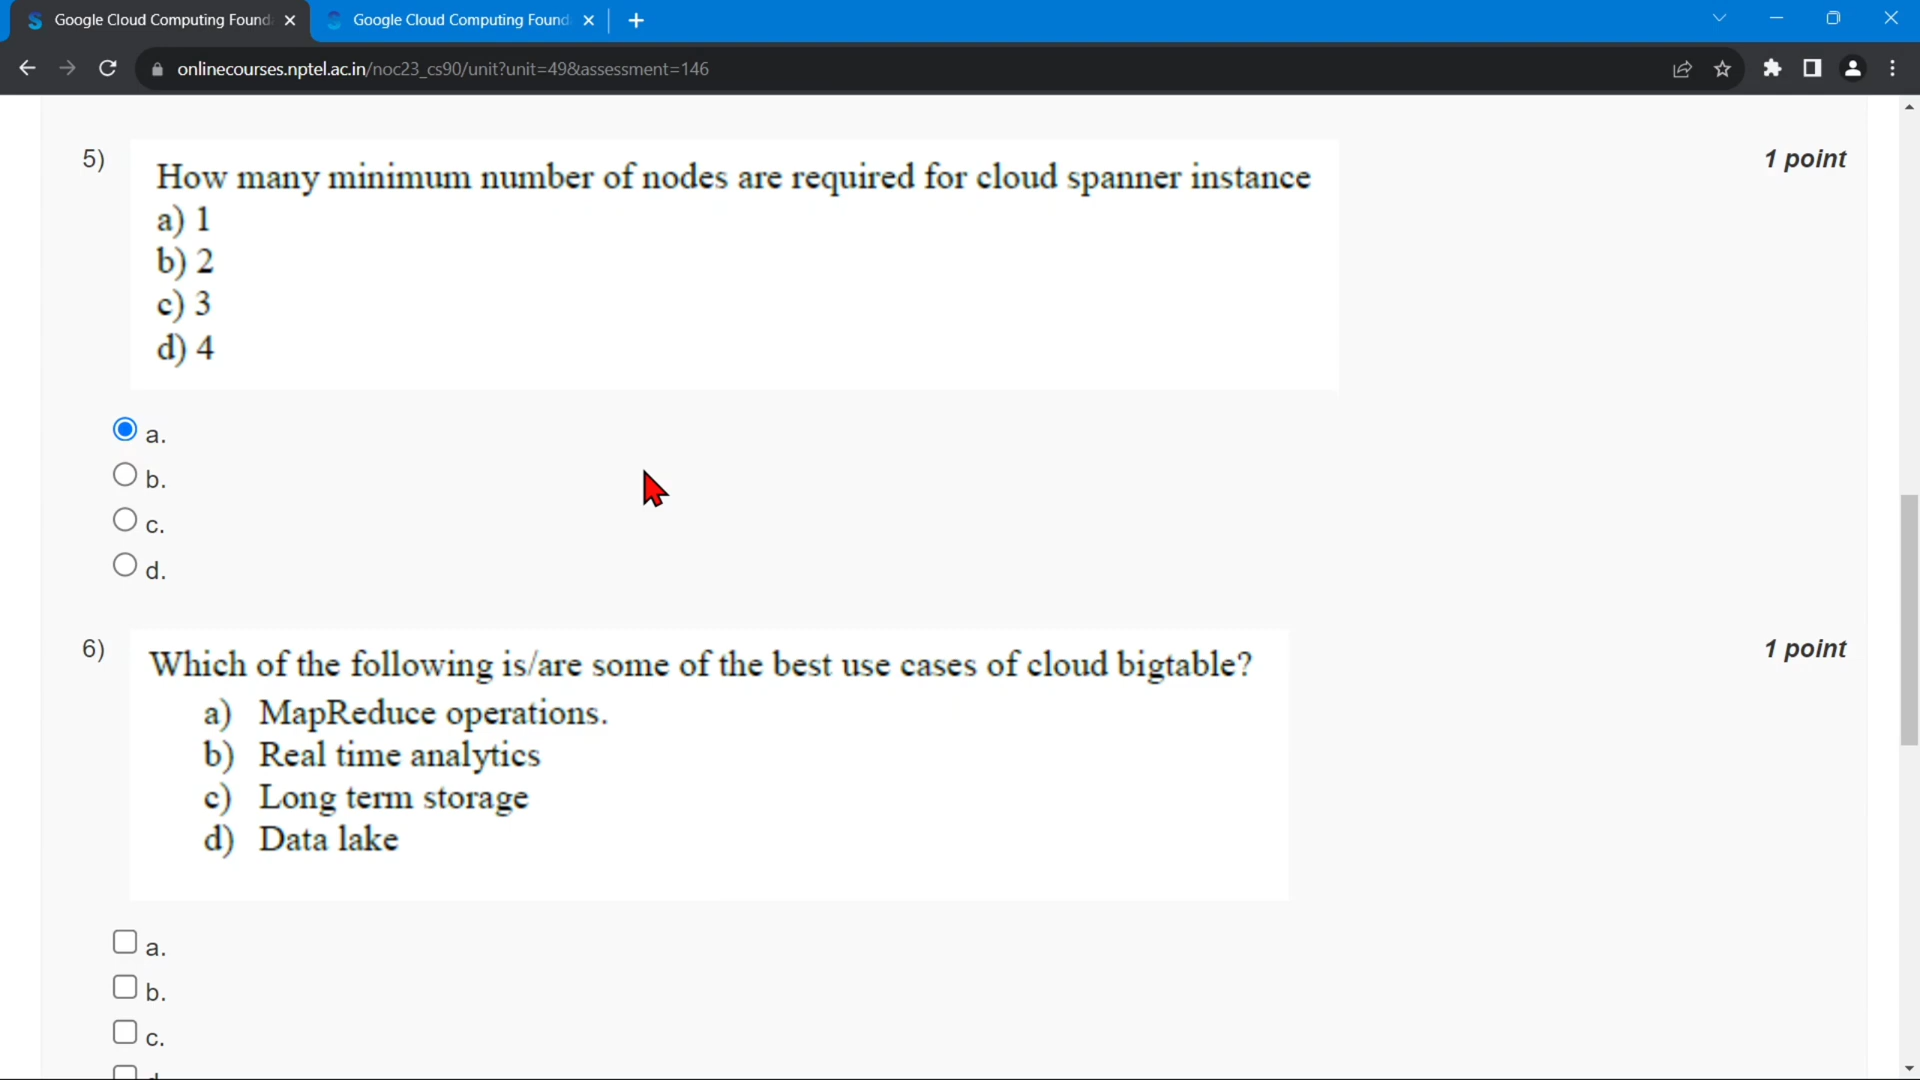 Google Cloud Computing Found
Google Cloud Computing Found
onlinecourses.nptel.ac.in/noc23_cs90/unit?unit=49&assessment=146
5)
1 point
How many minimum number of nodes are required for cloud spanner instance
a) 1
b) 2
c) 3
d) 4
a.
b.
c.
d.
6)
1 point
Which of the following is/are some of the best use cases of cloud bigtable?
a) MapReduce operations.
b) Real time analytics
c) Long term storage
d) Data lake
a.
b.
c.